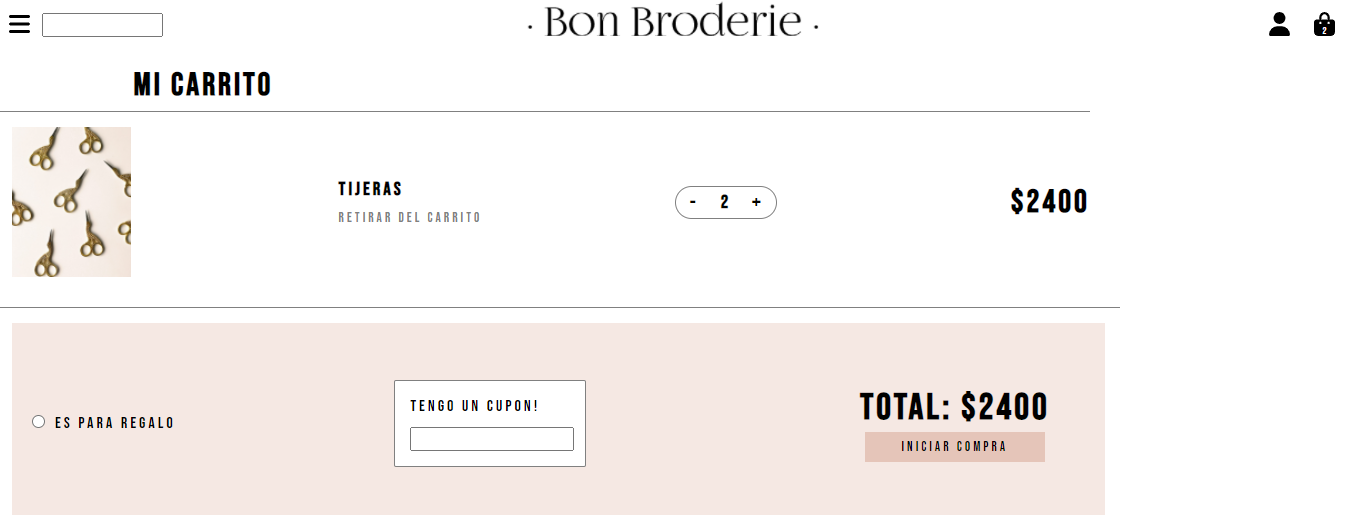 · Bon Broderie ·
2
MI CARRITO
TIJERAS
RETIRAR DEL CARRITO
- 2 +
$2400
ES PARA REGALO
TENGO UN CUPON!
TOTAL: $2400
INICIAR COMPRA